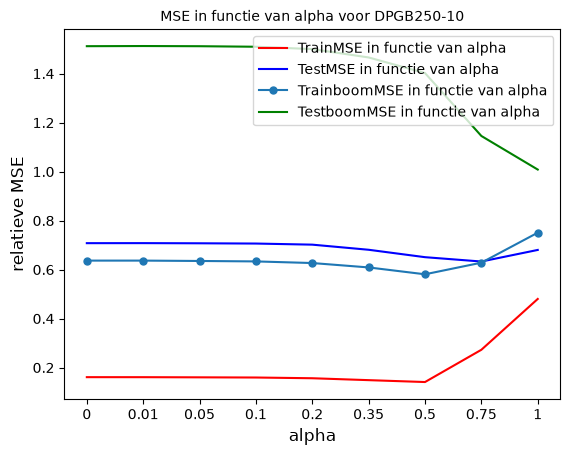 MSE in functie van alpha voor DPGB250-10
TrainMSE in functie van alpha
TestMSE in functie van alpha
TrainboomMSE in functie van alpha
TestboomMSE in functie van alpha
relatieve MSE
1.4
1.2
1.0
0.8
0.6
0.4
0.2
0 0.01 0.05 0.1 0.2 0.35 0.5 0.75 1
alpha